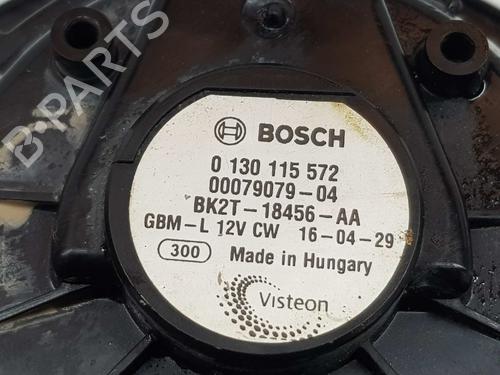 B-PARTS
BOSCH
0 130 115 572
00079079-04
BK2T-18456-AA
GBM-L 12V CW 16-04-29
300 Made in Hungary
Visteon